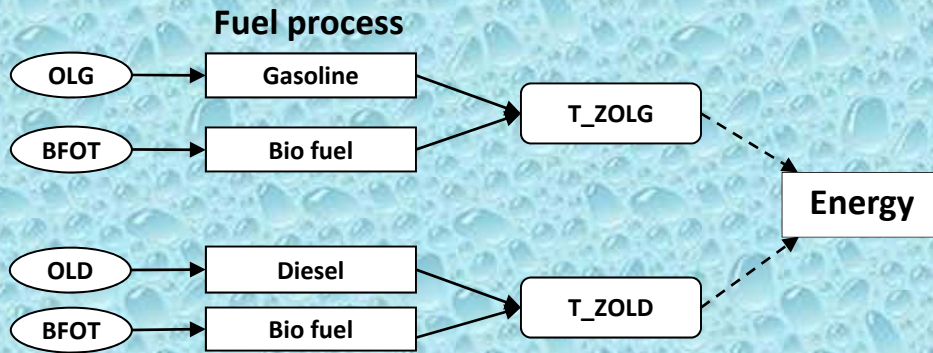 Fuel process
OLG
Gasoline
T_ZOLG
BFOT
Bio fuel
Energy
OLD
Diesel
T_ZOLD
BFOT
Bio fuel